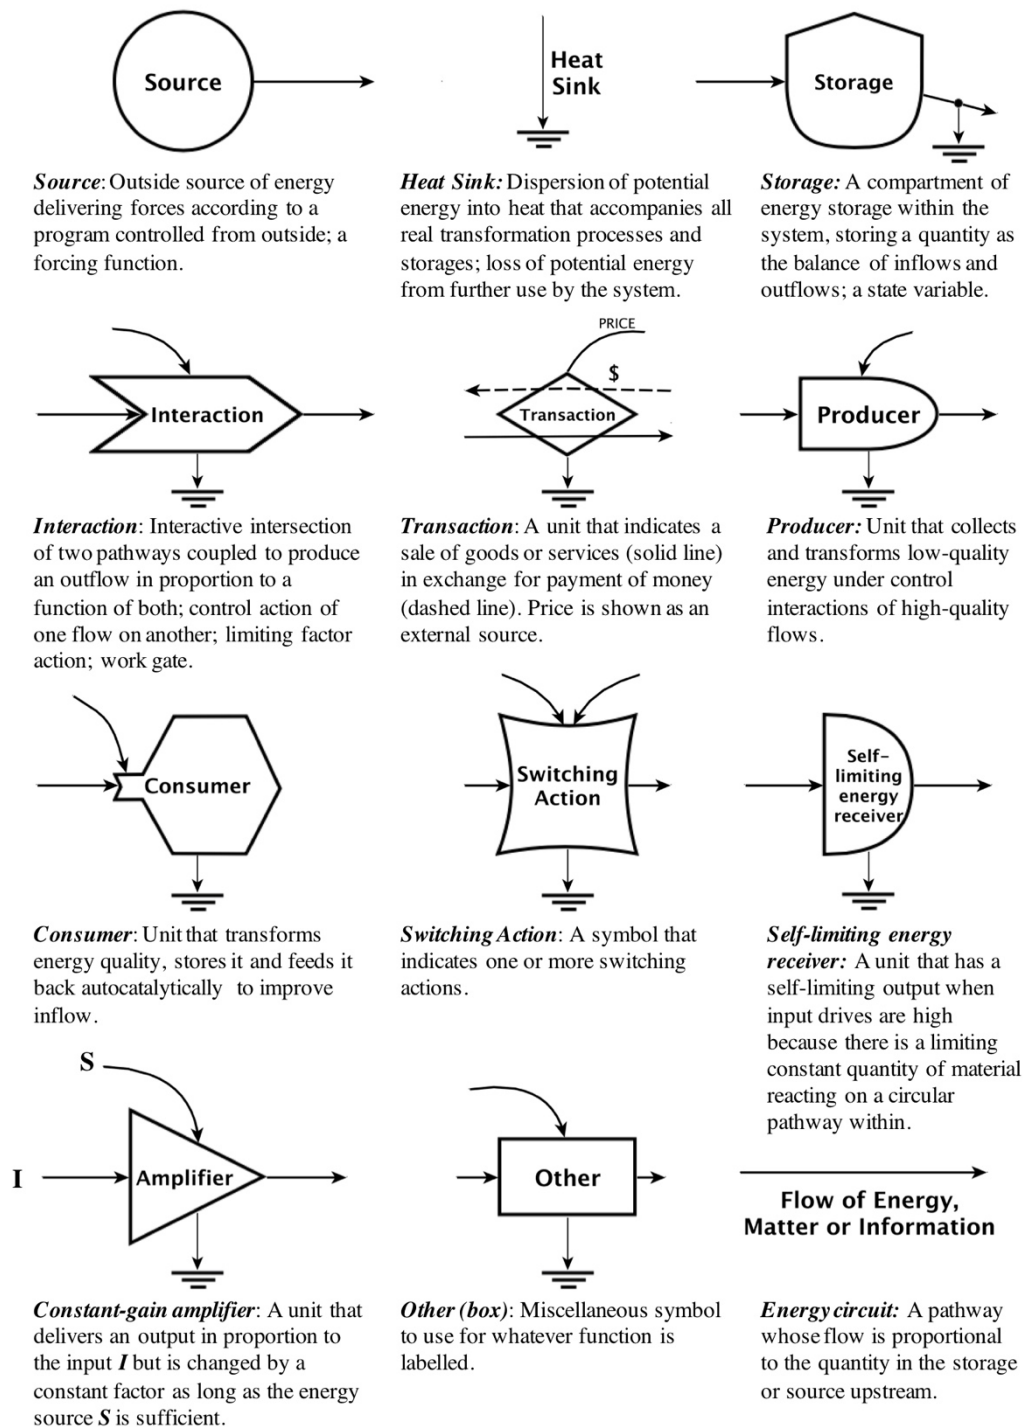 Source
Heat
Sink
Storage
Source: Outside source of energy
delivering forces according to a
program controlled from outside; a
forcing function.
Heat Sink: Dispersion of potential
energy into heat that accompanies all
real transformation processes and
storages; loss of potential energy
from further use by the system.
Storage: A compartment of
energy storage within the
system, storing a quantity as
the balance of inflows and
outflows; a state variable.
Interaction
PRICE
$
Transaction
Producer
Interaction: Interactive intersection
of two pathways coupled to produce
an outflow in proportion to a
function of both; control action of
one flow on another; limiting factor
action; work gate.
Transaction: A unit that indicates a
sale of goods or services (solid line)
in exchange for payment of money
(dashed line). Price is shown as an
external source.
Producer: Unit that collects
and transforms low-quality
energy under control
interactions of high-quality
flows.
Consumer
Switching
Action
Self-
limiting
energy
receiver
Consumer: Unit that transforms
energy quality, stores it and feeds it
back autocatalytically to improve
inflow.
Switching Action: A symbol that
indicates one or more switching
actions.
Self-limiting energy
receiver: A unit that has a
self-limiting output when
input drives are high
because there is a limiting
constant quantity of material
reacting on a circular
pathway within.
S
I
Amplifier
Other
Flow of Energy,
Matter or Information
Constant-gain amplifier: A unit that
delivers an output in proportion to
the input I but is changed by a
constant factor as long as the energy
source S is sufficient.
Other (box): Miscellaneous symbol
to use for whatever function is
labelled.
Energy circuit: A pathway
whose flow is proportional
to the quantity in the storage
or source upstream.